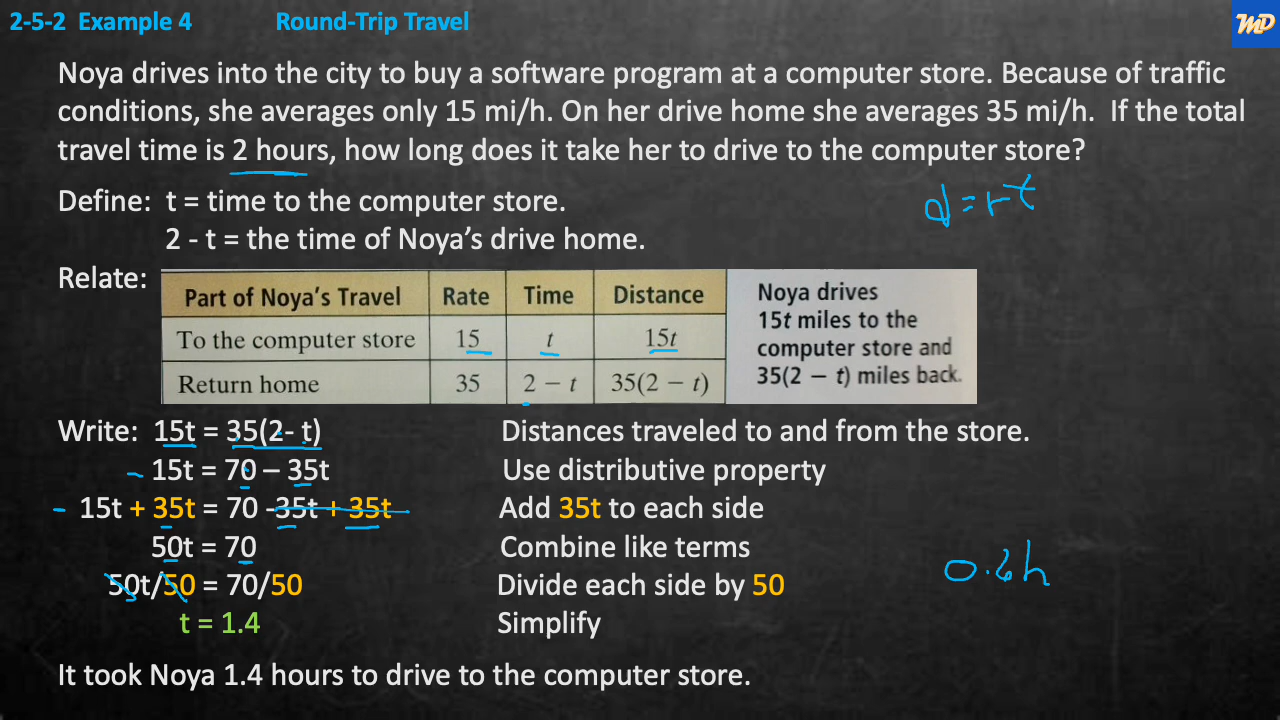 2-5-2 Example 4 Round-Trip Travel
MP
Noya drives into the city to buy a software program at a computer store. Because of traffic
conditions, she averages only 15 mi/h. On her drive home she averages 35 mi/h. If the total
travel time is 2 hours, how long does it take her to drive to the computer store?
Define: t = time to the computer store.
2 - t = the time of Noya's drive home.
d=rt
Relate:
Part of Noya's Travel Rate Time Distance
To the computer store 15 t 15t
Return home 35 2 – t 35(2 – t)
Noya drives
15t miles to the
computer store and
35(2 – t) miles back.
Write: 15t = 35(2- t) Distances traveled to and from the store.
15t = 70 – 35t Use distributive property
15t + 35t = 70 -35t + 35t Add 35t to each side
50t = 70 Combine like terms
50t/50 = 70/50 Divide each side by 50
0.6h
t = 1.4 Simplify
It took Noya 1.4 hours to drive to the computer store.